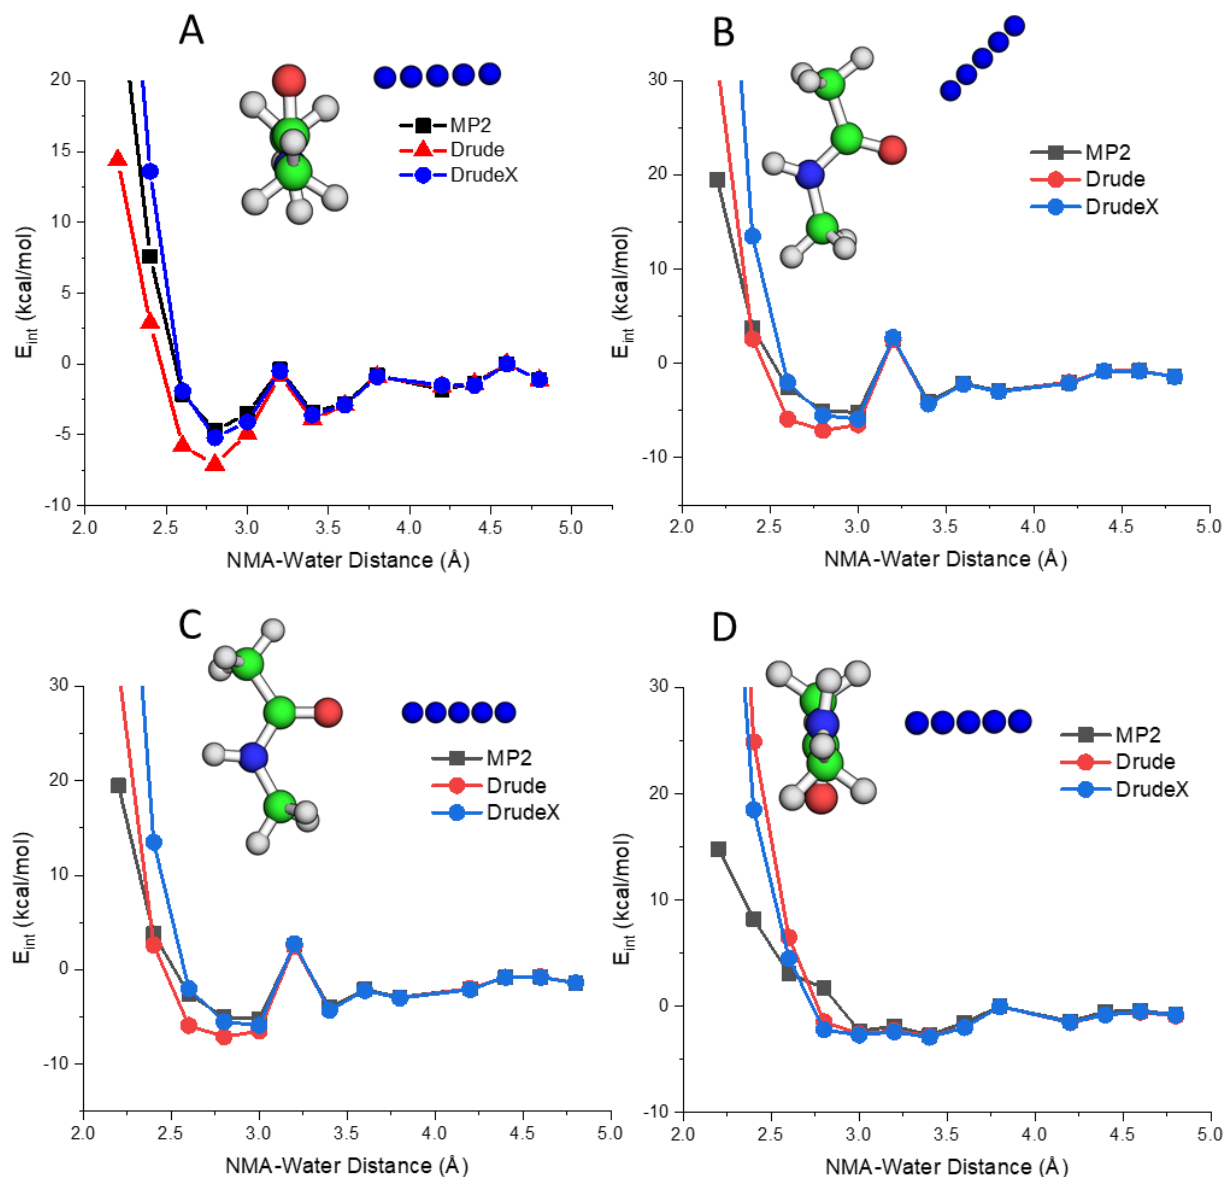 A
20
15
10
5
0
-5
-10
2.0
2.5
3.0
3.5
4.0
4.5
5.0
E_int (kcal/mol)
NMA-Water Distance (Å)
MP2
Drude
DrudeX
B
30
20
10
0
-10
2.0
2.5
3.0
3.5
4.0
4.5
5.0
E_int (kcal/mol)
NMA-Water Distance (Å)
MP2
Drude
DrudeX
C
30
20
10
0
-10
2.0
2.5
3.0
3.5
4.0
4.5
5.0
E_int (kcal/mol)
NMA-Water Distance (Å)
MP2
Drude
DrudeX
D
30
20
10
0
-10
2.0
2.5
3.0
3.5
4.0
4.5
5.0
E_int (kcal/mol)
NMA-Water Distance (Å)
MP2
Drude
DrudeX